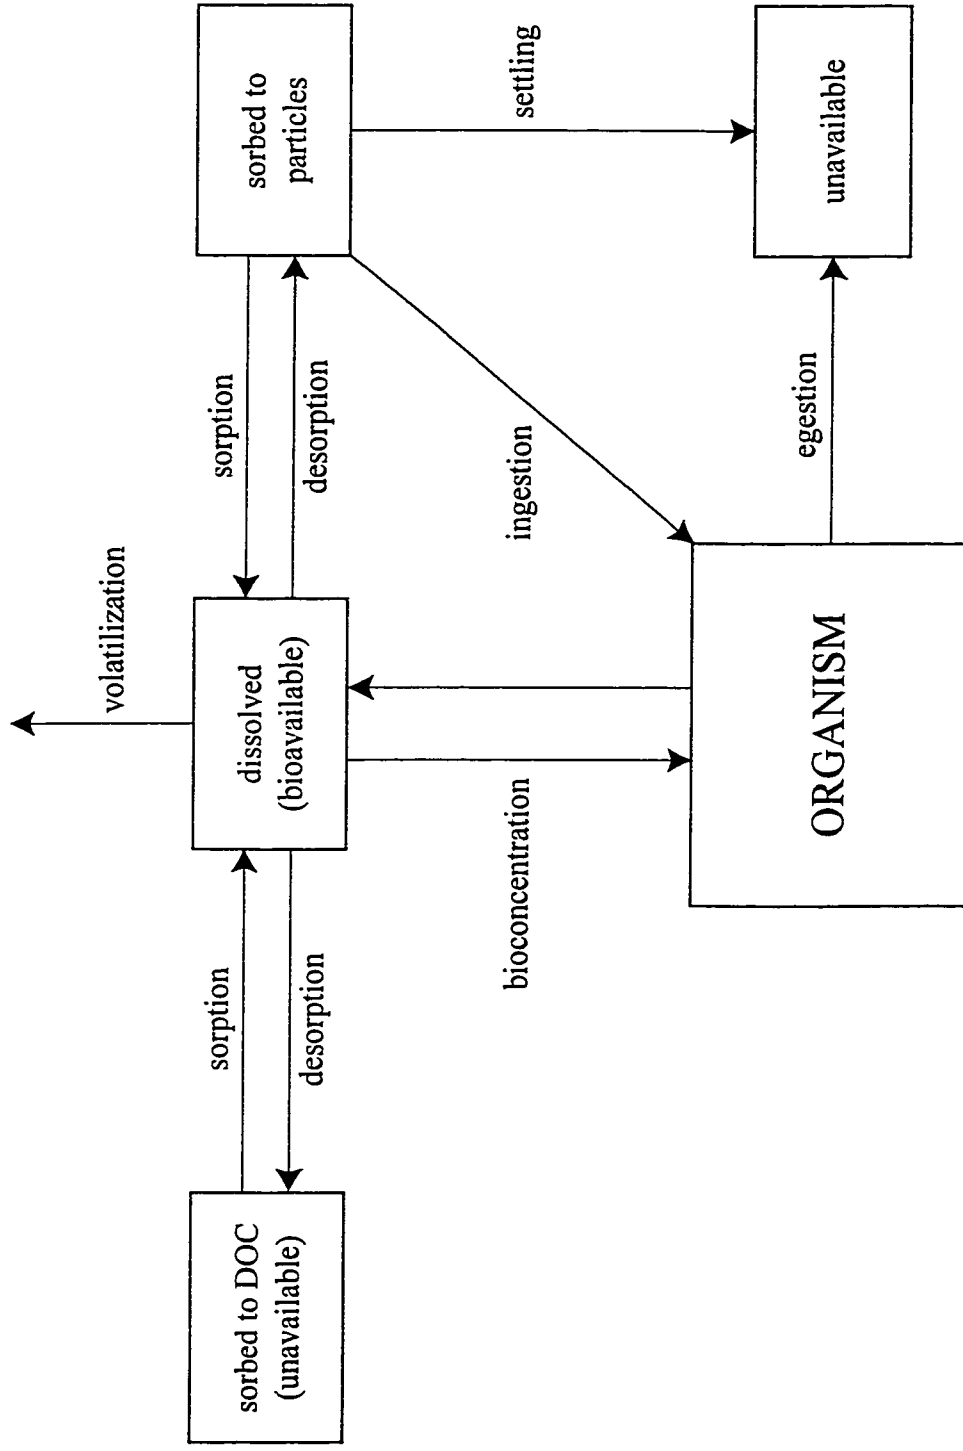 volatilization
sorption
sorption
sorbed to DOC
(unavailable)
dissolved
(bioavailable)
sorbed to
particles
desorption
desorption
bioconcentration
ingestion
settling
ORGANISM
egestion
unavailable